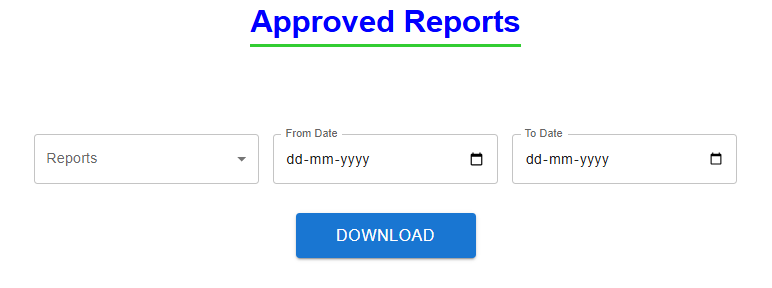 Approved Reports
From Date
To Date
Reports
dd-mm-yyyy
dd-mm-yyyy
DOWNLOAD